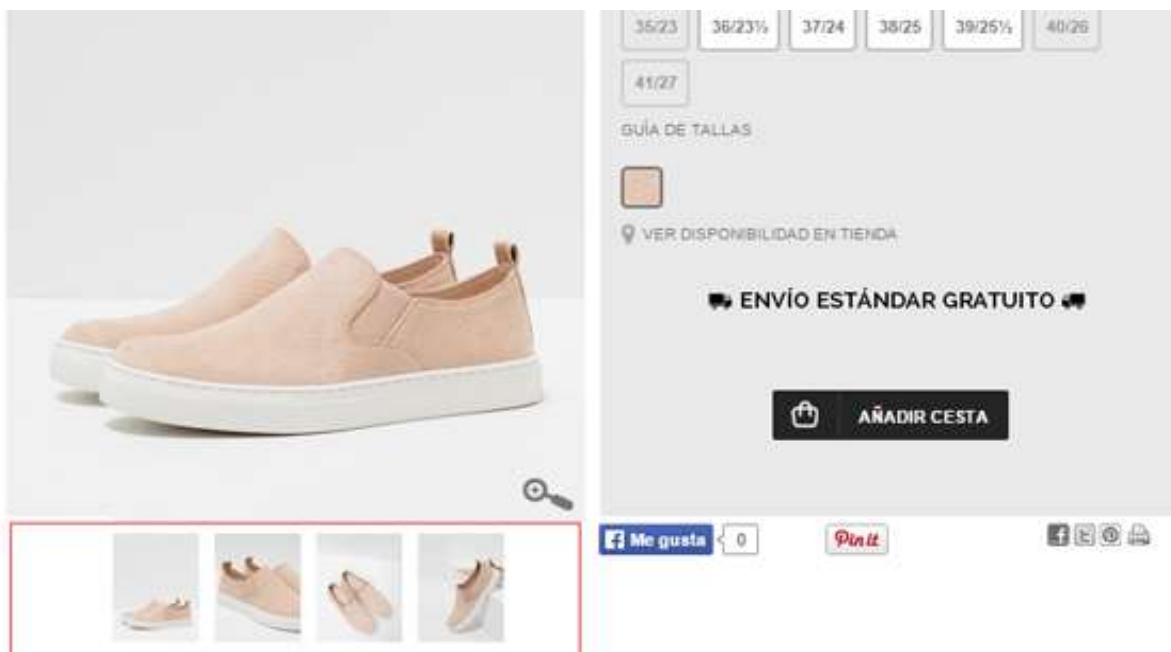 35/23 36/23½ 37/24 38/25 39/25½ 40/26
41/27
GUÍA DE TALLAS
VER DISPONIBILIDAD EN TIENDA
ENVÍO ESTÁNDAR GRATUITO
AÑADIR CESTA
Me gusta 0 Pin it